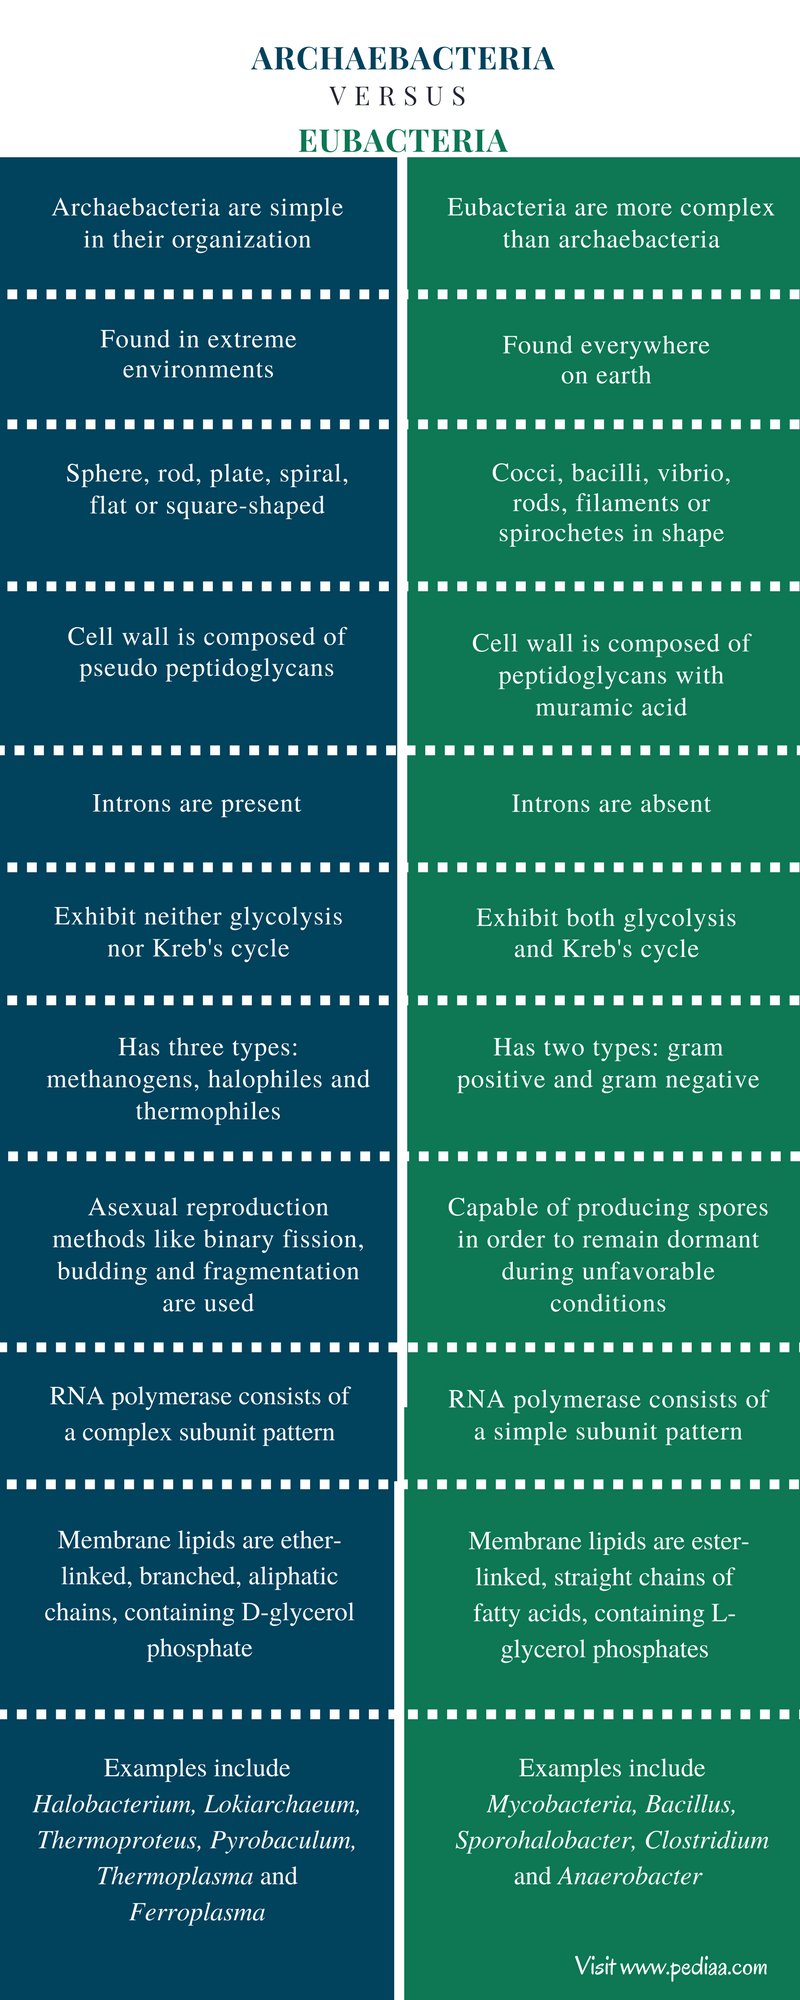 ARCHAEBACTERIA
VERSUS
EUBACTERIA
Archaebacteria are simple
in their organization
Eubacteria are more complex
than archaebacteria
Found in extreme
environments
Found everywhere
on earth
Sphere, rod, plate, spiral,
flat or square-shaped
Cocci, bacilli, vibrio,
rods, filaments or
spirochetes in shape
Cell wall is composed of
pseudo peptidoglycans
Cell wall is composed of
peptidoglycans with
muramic acid
Introns are present
Introns are absent
Exhibit neither glycolysis
nor Kreb's cycle
Exhibit both glycolysis
and Kreb's cycle
Has three types:
methanogens, halophiles and
thermophiles
Has two types: gram
positive and gram negative
Asexual reproduction
methods like binary fission,
budding and fragmentation
are used
Capable of producing spores
in order to remain dormant
during unfavorable
conditions
RNA polymerase consists of
a complex subunit pattern
RNA polymerase consists of
a simple subunit pattern
Membrane lipids are ether-
linked, branched, aliphatic
chains, containing D-glycerol
phosphate
Membrane lipids are ester-
linked, straight chains of
fatty acids, containing L-
glycerol phosphates
Examples include
Halobacterium, Lokiarchaeum,
Thermoproteus, Pyrobaculum,
Thermoplasma and
Ferroplasma
Examples include
Mycobacteria, Bacillus,
Sporohalobacter, Clostridium
and Anaerobacter
Visit www.pediaa.com